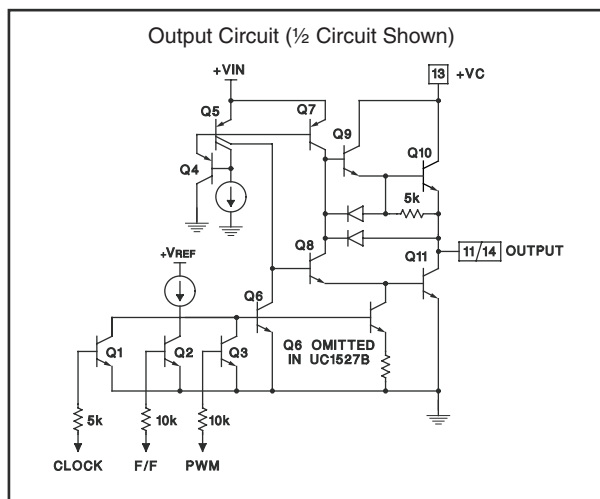 Output Circuit (½ Circuit Shown)
+VIN
13 +VC
Q5
Q7
Q9
Q4
Q10
5k
+VREF
Q8
11/14 OUTPUT
Q11
Q6
Q1
Q2
Q3
Q6 OMITTED
IN UC1527B
5k
10k
10k
CLOCK
F/F
PWM